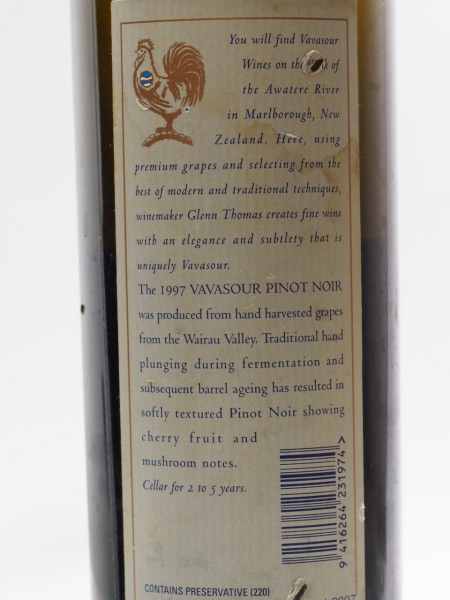 You will find Vavasour
Wines on the of
the Awatere River
in Marlborough, New
Zealand. Here, using
premium grapes and selecting from the
best of modern and traditional techniques,
winemaker Glenn Thomas creates fine wine
with an elegance and subtlety that is
uniquely Vavasour.
The 1997 VAVASOUR PINOT NOIR
was produced from hand harvested grapes
from the Wairau Valley. Traditional hand
plunging during fermentation and
subsequent barrel ageing has resulted in
softly textured Pinot Noir showing
cherry fruit and
mushroom notes.
Cellar for 2 to 5 years.
9 416264 231974 >
CONTAINS PRESERVATIVE (220)